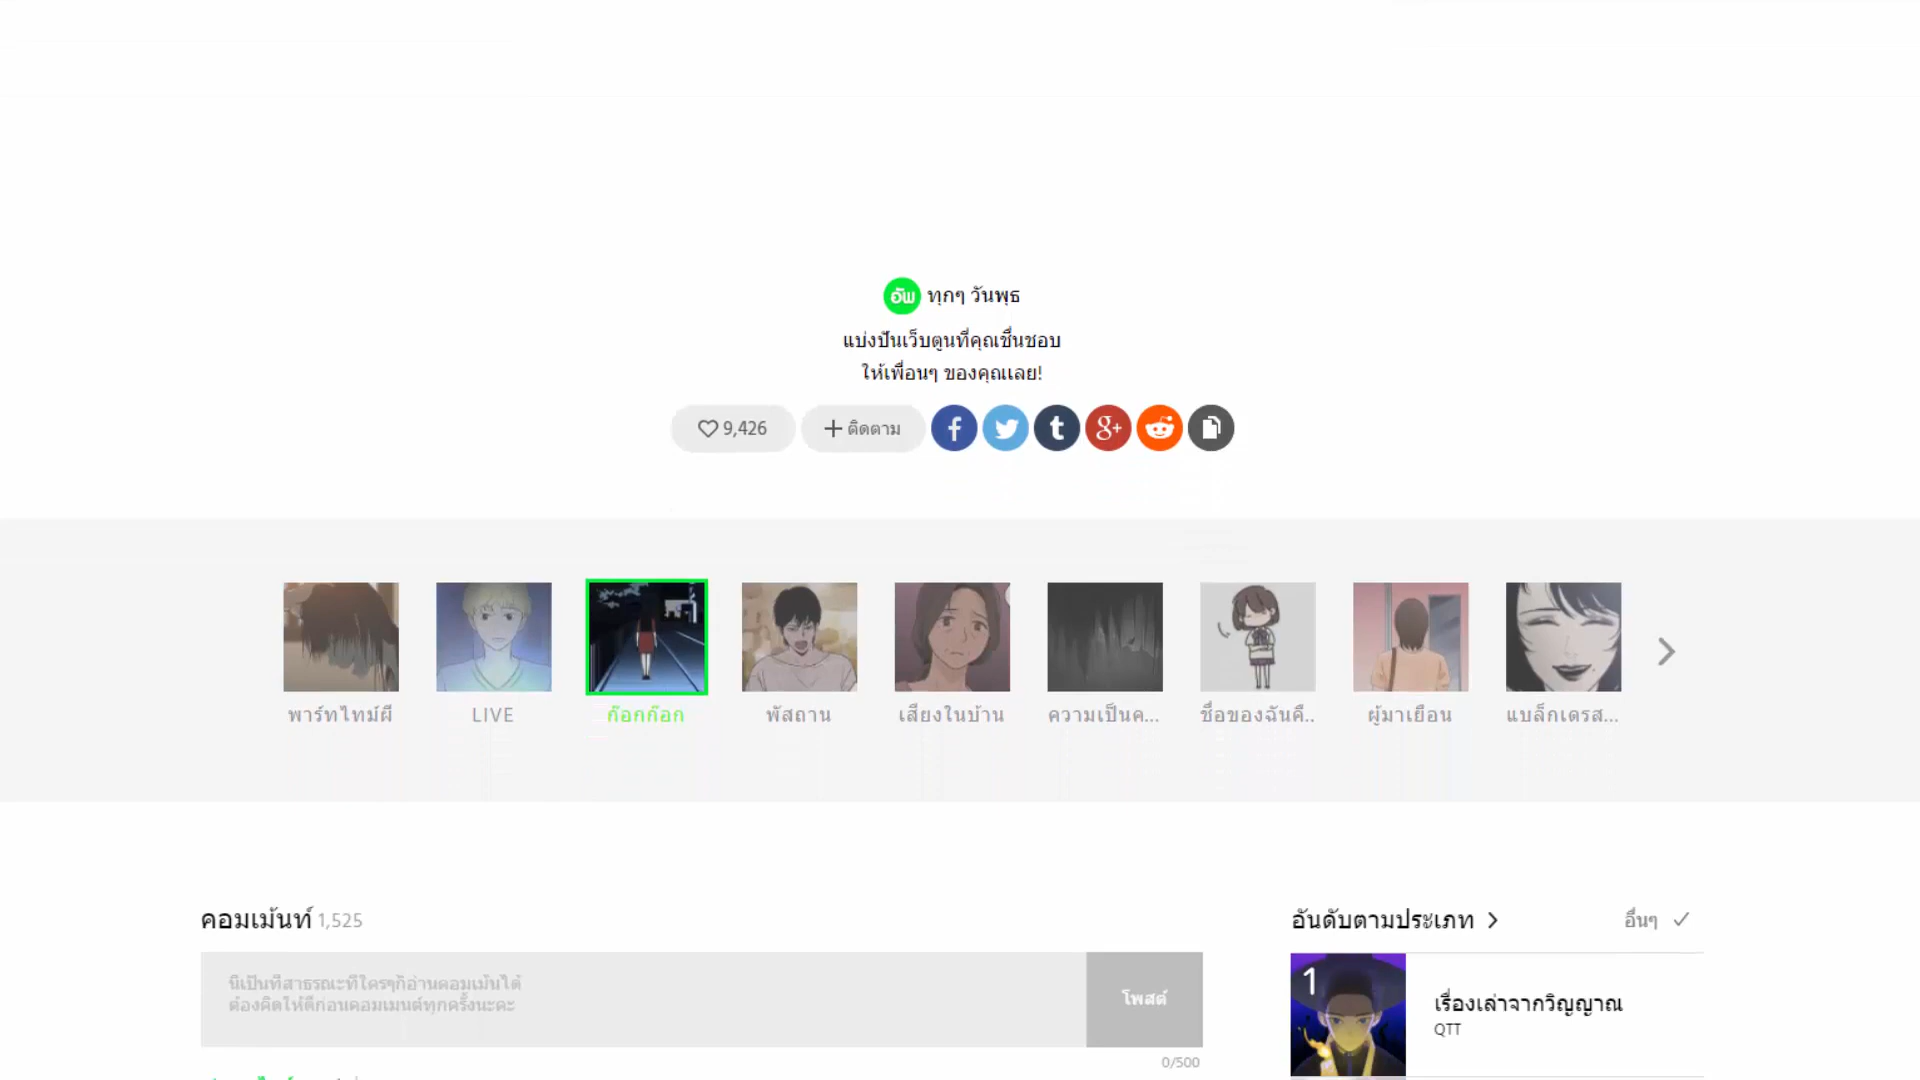 อัพ ทุกๆ วันพุธ
แบ่งปันเว็บตูนที่คุณชื่นชอบ
ให้เพื่อนๆ ของคุณเลย!
9,426
ติดตาม
พาร์ทไทม์ผี
LIVE
ก๊อกก๊อก
พัสถาน
เสียงในบ้าน
ความเป็นค...
ชื่อของฉันคื..
ผู้มาเยือน
แบล็กเดรส...
คอมเม้นท์ 1,525
นี่เป็นที่สาธรณะที่ใครๆก็อ่านคอมเม้นได้
ต้องคิดให้ดีก่อนคอมเมนต์ทุกครั้งนะคะ
โพสต์
0/500
อันดับตามประเภท
อื่นๆ
1
เรื่องเล่าจากวิญญาณ
QTT